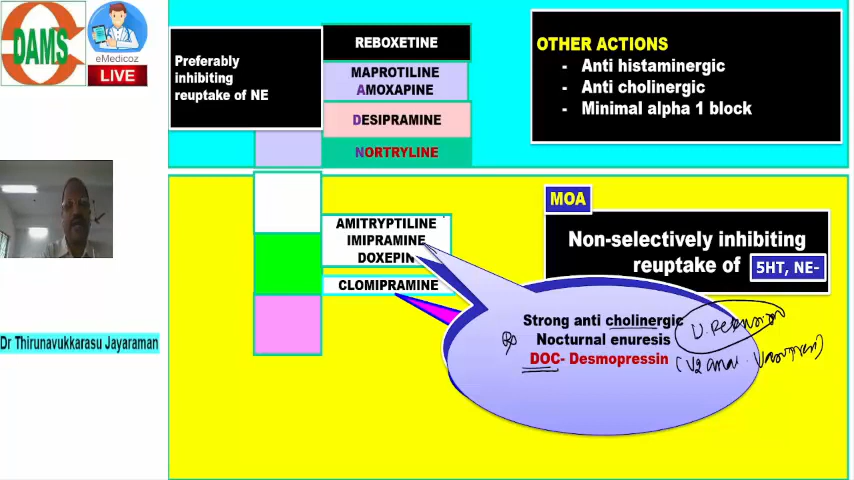 DAMS
eMedicoz
LIVE
Preferably
inhibiting
reuptake of NE
REBOXETINE
MAPROTILINE
AMOXAPINE
DESIPRAMINE
NORTRYLINE
OTHER ACTIONS
- Anti histaminergic
- Anti cholinergic
- Minimal alpha 1 block
AMITRYPTILINE
IMIPRAMINE
DOXEPIN
CLOMIPRAMINE
MOA
Non-selectively inhibiting
reuptake of 5HT, NE-
Strong anti cholinergic
Nocturnal enuresis
DOC- Desmopressin
U. Retension
(V2 anal.
Dr Thirunavukkarasu Jayaraman